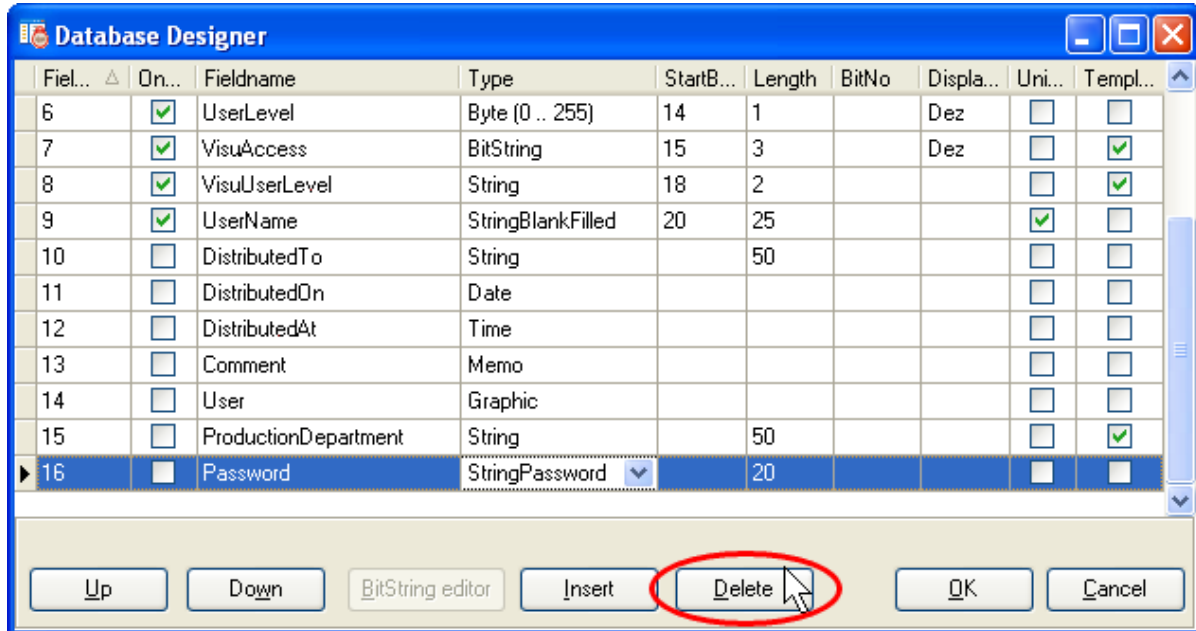 Database Designer
Fiel... On... Fieldname Type StartB... Length BitNo Displa... Uni... Templ...
6 UserLevel Byte (0 .. 255) 14 1 Dez
7 VisuAccess BitString 15 3 Dez
8 VisuUserLevel String 18 2
9 UserName StringBlankFilled 20 25
10 DistributedTo String 50
11 DistributedOn Date
12 DistributedAt Time
13 Comment Memo
14 User Graphic
15 ProductionDepartment String 50
16 Password StringPassword 20
Up Down BitString editor Insert Delete OK Cancel